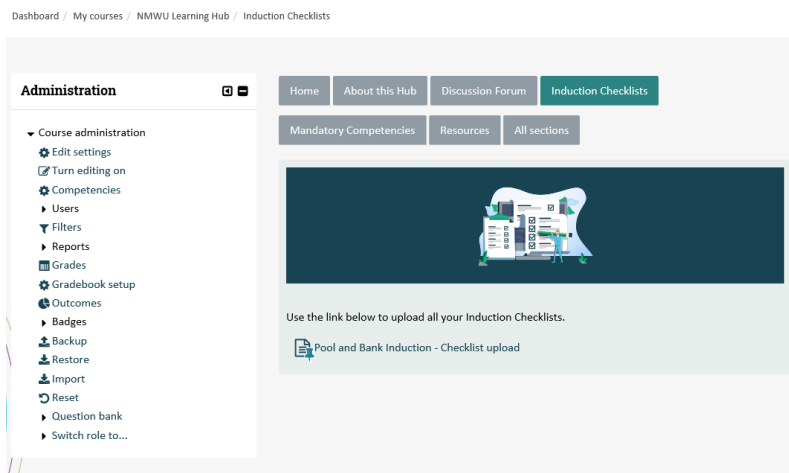 Dashboard / My courses / NMWU Learning Hub / Induction Checklists
Administration
Course administration
Edit settings
Turn editing on
Competencies
Users
Filters
Reports
Grades
Gradebook setup
Outcomes
Badges
Backup
Restore
Import
Reset
Question bank
Switch role to...
Home About this Hub Discussion Forum Induction Checklists
Mandatory Competencies Resources All sections
Use the link below to upload all your Induction Checklists.
Pool and Bank Induction - Checklist upload